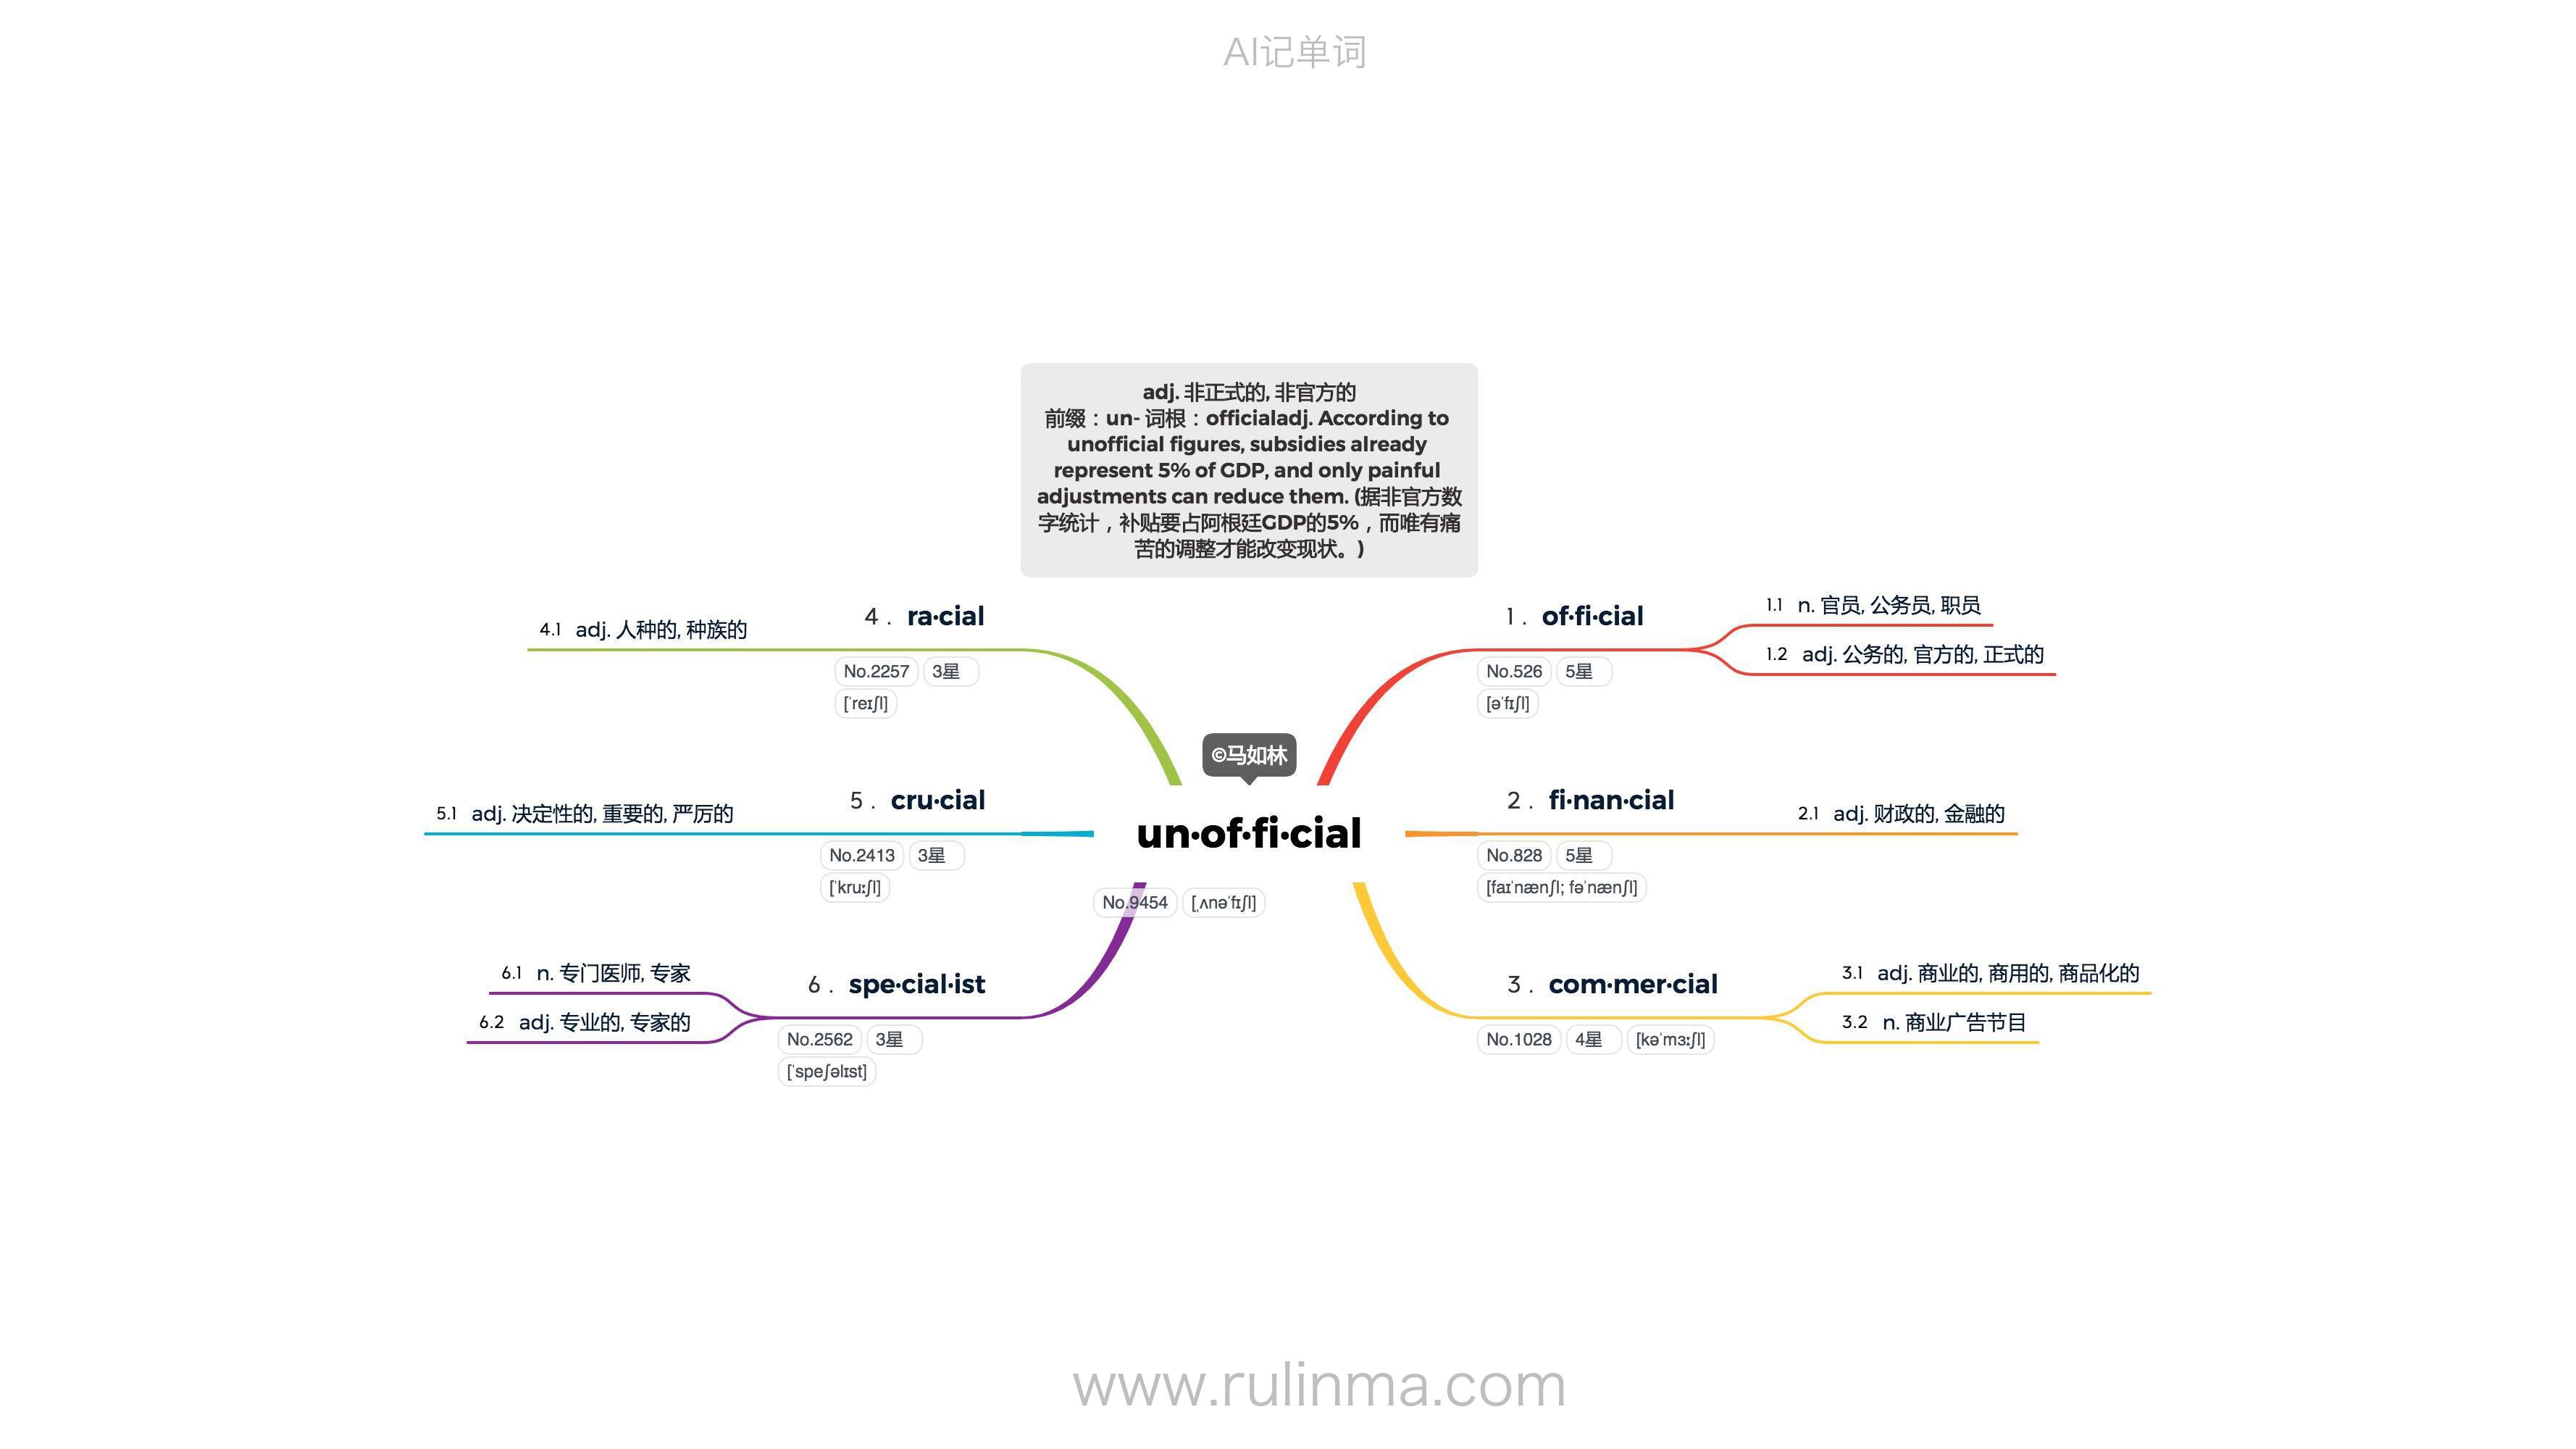 AI记单词
adj. 非正式的, 非官方的
前缀：un- 词根：officialadj. According to
unofficial figures, subsidies already
represent 5% of GDP, and only painful
adjustments can reduce them. (据非官方数
字统计，补贴要占阿根廷GDP的5%，而唯有痛
苦的调整才能改变现状。)
©马如林
un·of·fi·cial
No.9454 [ˌʌnəˈfɪʃl]
1. of·fi·cial
No.526 5星
[əˈfɪʃl]
1.1 n. 官员, 公务员, 职员
1.2 adj. 公务的, 官方的, 正式的
2. fi·nan·cial
No.828 5星
[faɪˈnænʃl; fəˈnænʃl]
2.1 adj. 财政的, 金融的
3. com·mer·cial
No.1028 4星 [kəˈmɜːʃl]
3.1 adj. 商业的, 商用的, 商品化的
3.2 n. 商业广告节目
4. ra·cial
No.2257 3星
[ˈreɪʃl]
4.1 adj. 人种的, 种族的
5. cru·cial
No.2413 3星
[ˈkruːʃl]
5.1 adj. 决定性的, 重要的, 严厉的
6. spe·cial·ist
No.2562 3星
[ˈspeʃəlɪst]
6.1 n. 专门医师, 专家
6.2 adj. 专业的, 专家的
www.rulinma.com